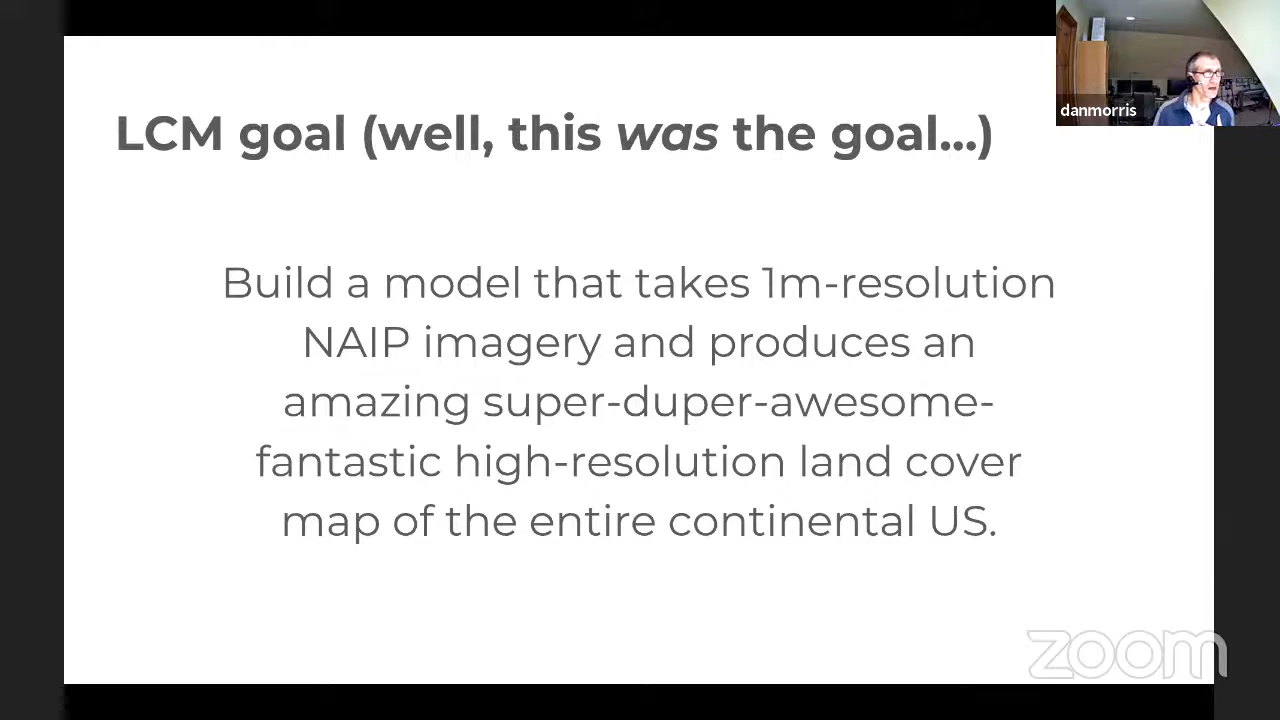 danmorris
LCM goal (well, this was the goal...)
Build a model that takes 1m-resolution
NAIP imagery and produces an
amazing super-duper-awesome-
fantastic high-resolution land cover
map of the entire continental US.
zoom